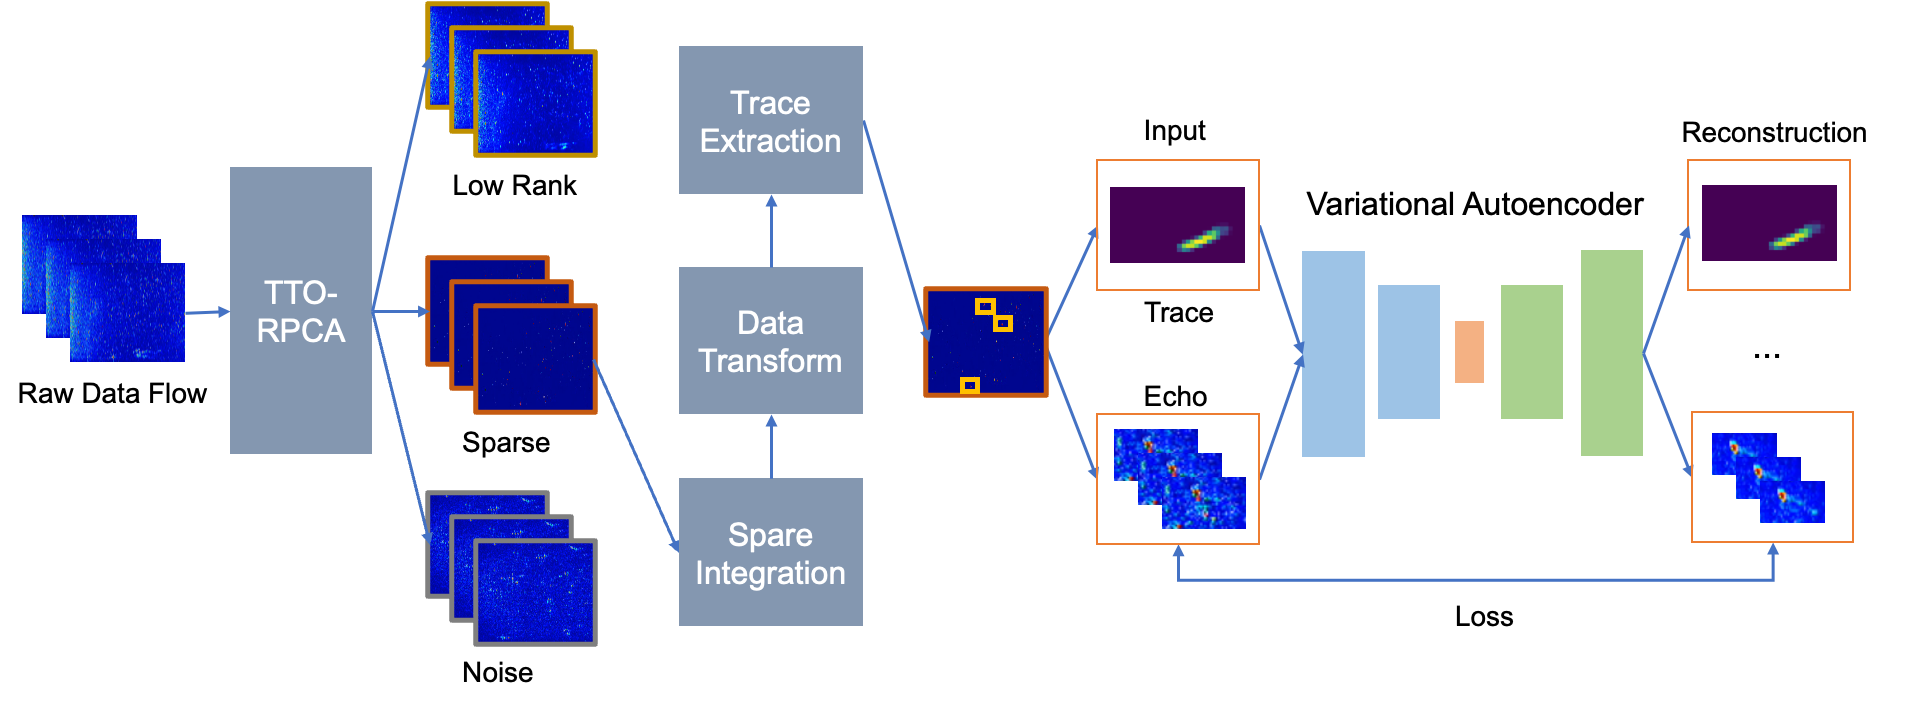 Raw Data Flow
TTO-
RPCA
Low Rank
Sparse
Noise
Trace
Extraction
Data
Transform
Spare
Integration
Input
Trace
Echo
Variational Autoencoder
Reconstruction
...
Loss